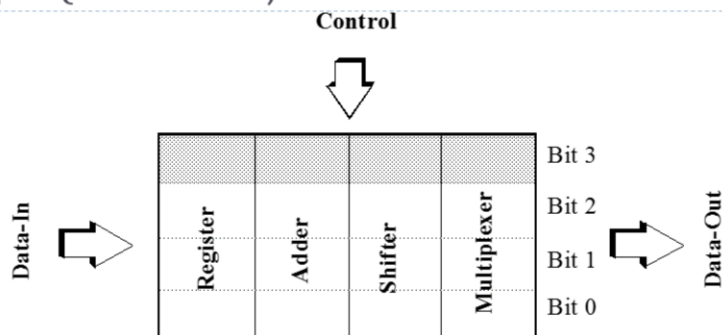 Control
Bit 3
Bit 2
Bit 1
Bit 0
Data-In
Register
Adder
Shifter
Multiplexer
Data-Out